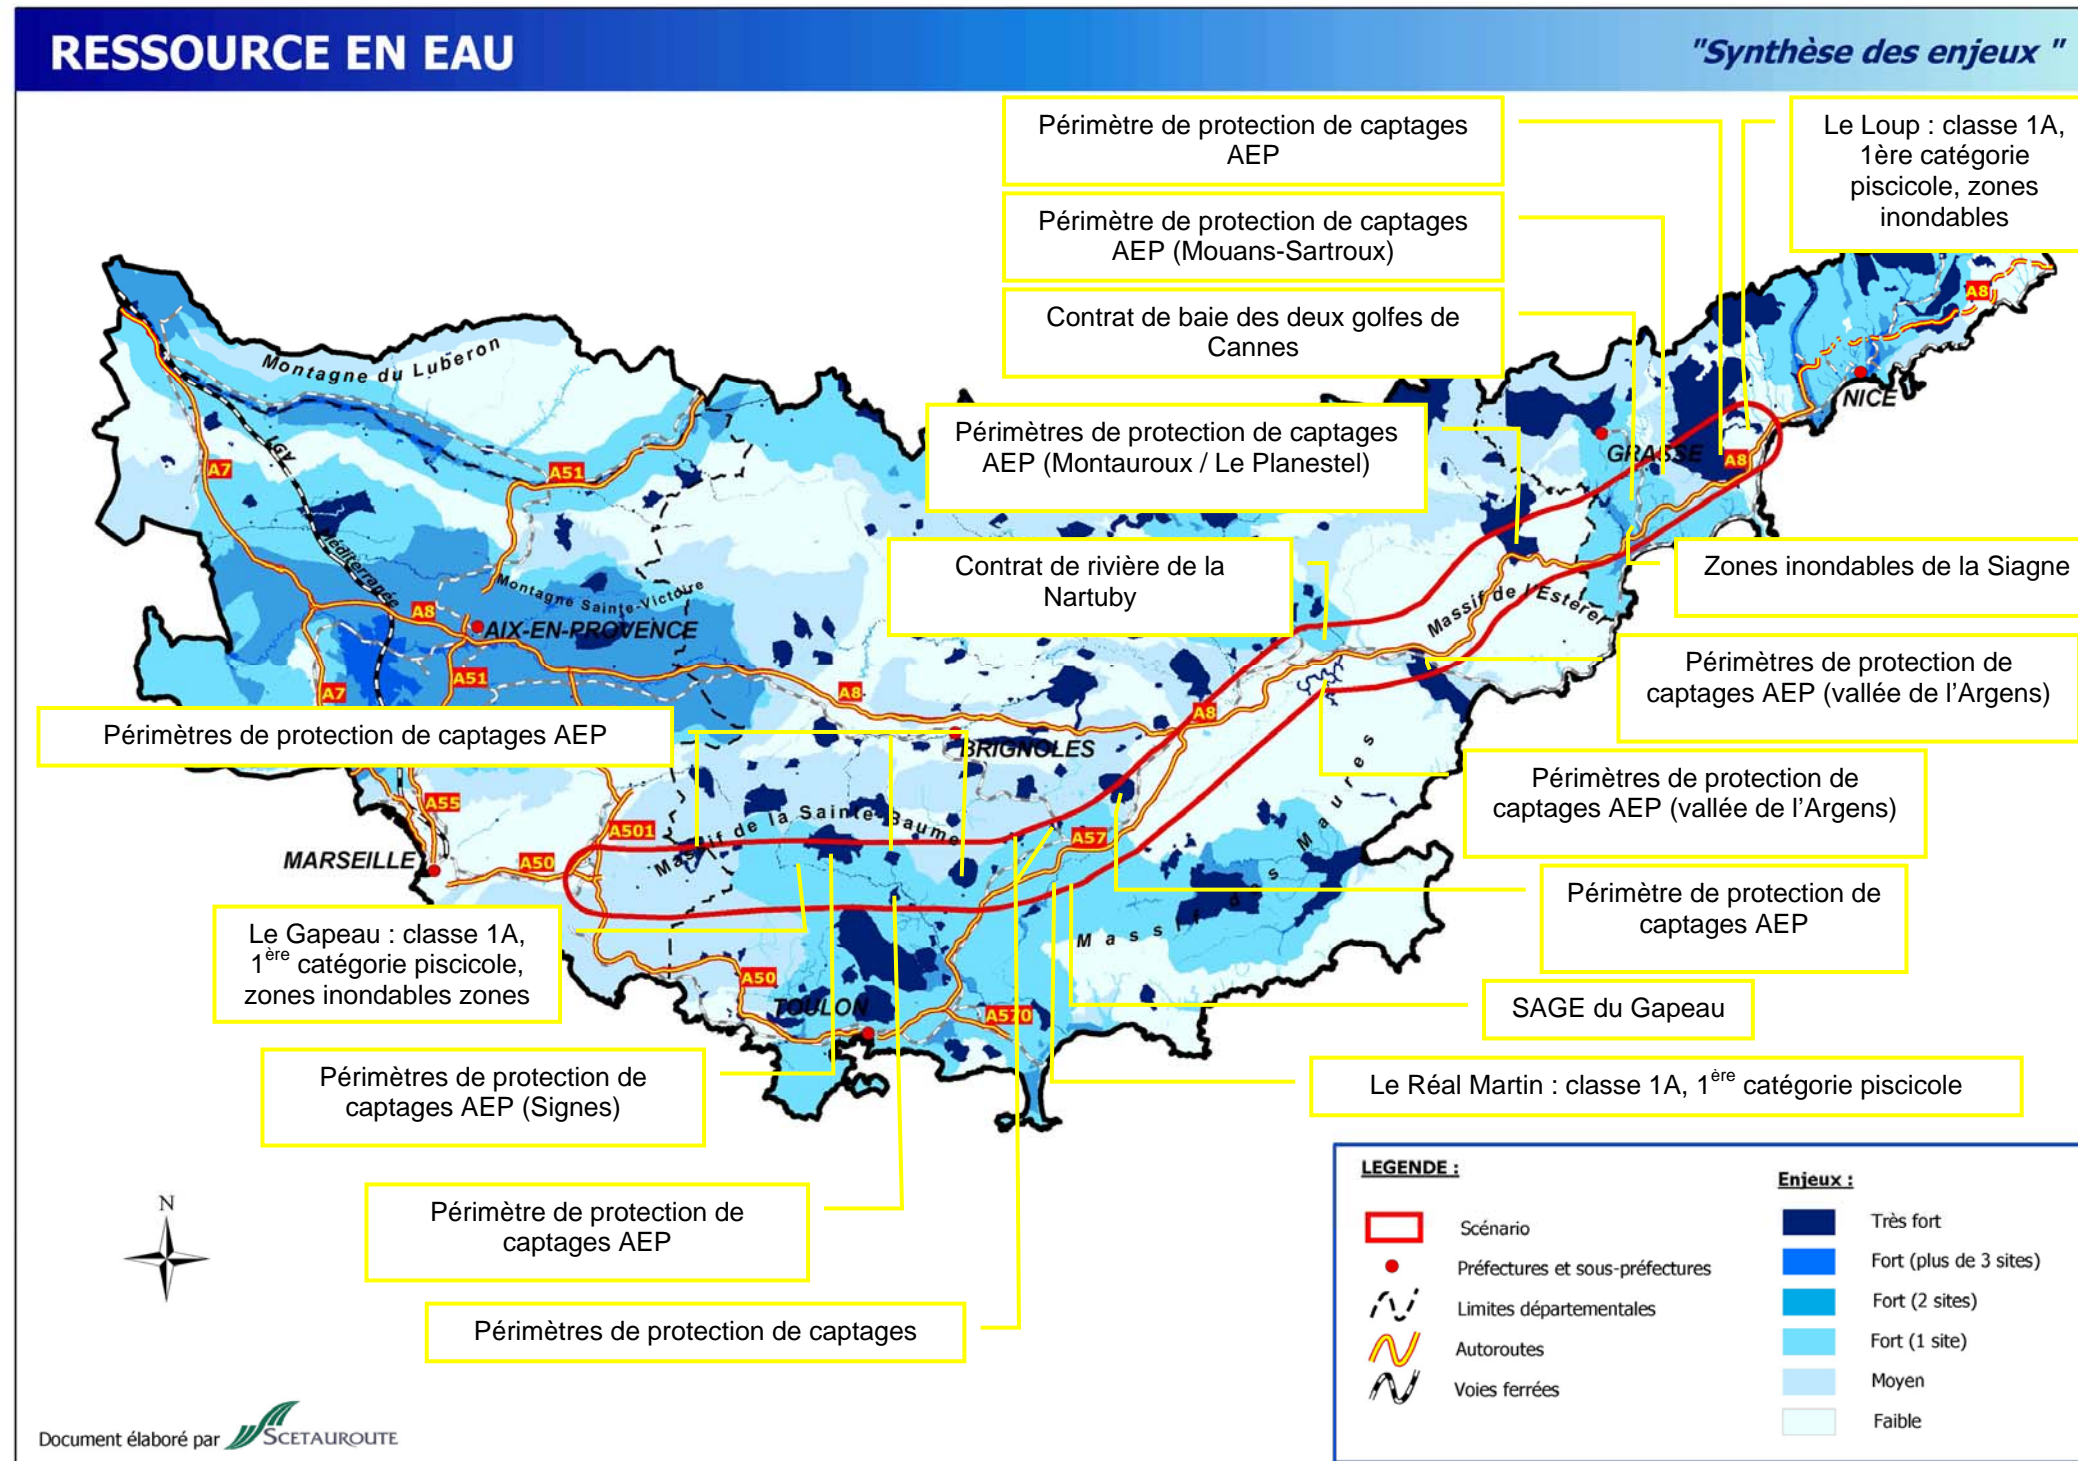 RESSOURCE EN EAU
"Synthèse des enjeux "
Périmètre de protection de captages
AEP
Le Loup : classe 1A,
1ère catégorie
piscicole, zones
inondables
Périmètre de protection de captages
AEP (Mouans-Sartroux)
Contrat de baie des deux golfes de
Cannes
Périmètres de protection de captages
AEP (Montauroux / Le Planestel)
Contrat de rivière de la
Nartuby
Zones inondables de la Siagne
Périmètres de protection de
captages AEP (vallée de l'Argens)
Périmètres de protection de
captages AEP (vallée de l'Argens)
Périmètre de protection de
captages AEP
SAGE du Gapeau
Le Réal Martin : classe 1A, 1ère catégorie piscicole
Périmètres de protection de captages AEP
Le Gapeau : classe 1A,
1ère catégorie piscicole,
zones inondables zones
Périmètres de protection de
captages AEP (Signes)
Périmètre de protection de
captages AEP
Périmètres de protection de captages
Montagne du Luberon
LGV
Méditerranée
A7
A51
A8
Montagne Sainte-Victoire
AIX-EN-PROVENCE
A51
A7
A8
BRIGNOLES
A8
A55
A501
Massif de la Sainte Baume
A57
MARSEILLE
A50
A50
TOULON
A570
Massif des Maures
Massif de l'Esterel
GRASSE
A8
NICE
A8
N
LEGENDE :
Scénario
Préfectures et sous-préfectures
Limites départementales
Autoroutes
Voies ferrées
Enjeux :
Très fort
Fort (plus de 3 sites)
Fort (2 sites)
Fort (1 site)
Moyen
Faible
Document élaboré par SCETAUROUTE